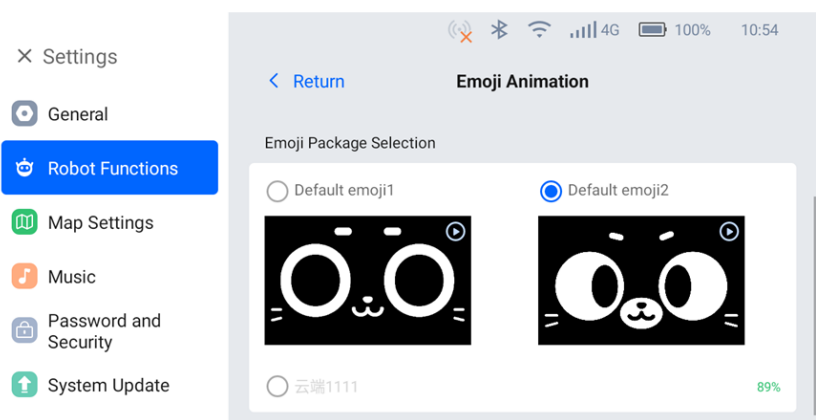 4G 100% 10:54
Settings
Return Emoji Animation
General
Emoji Package Selection
Robot Functions
Default emoji1 Default emoji2
Map Settings
Music
Password and
Security
System Update
云端1111 89%